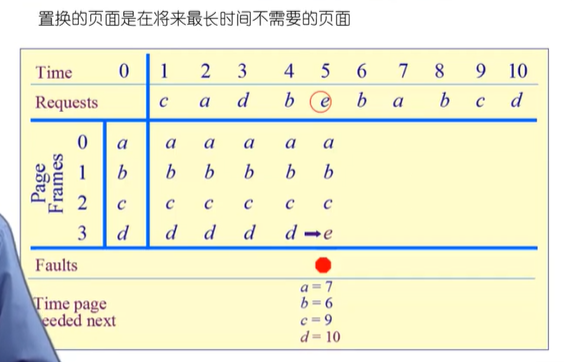 置换的页面是在将来最长时间不需要的页面
Time 0 1 2 3 4 5 6 7 8 9 10
Requests c a d b e b a b c d
Page Frames
0 a a a a a a
1 b b b b b b
2 c c c c c c
3 d d d d d ➡ e
Faults
a = 7
Time page b = 6
needed next c = 9
d = 10